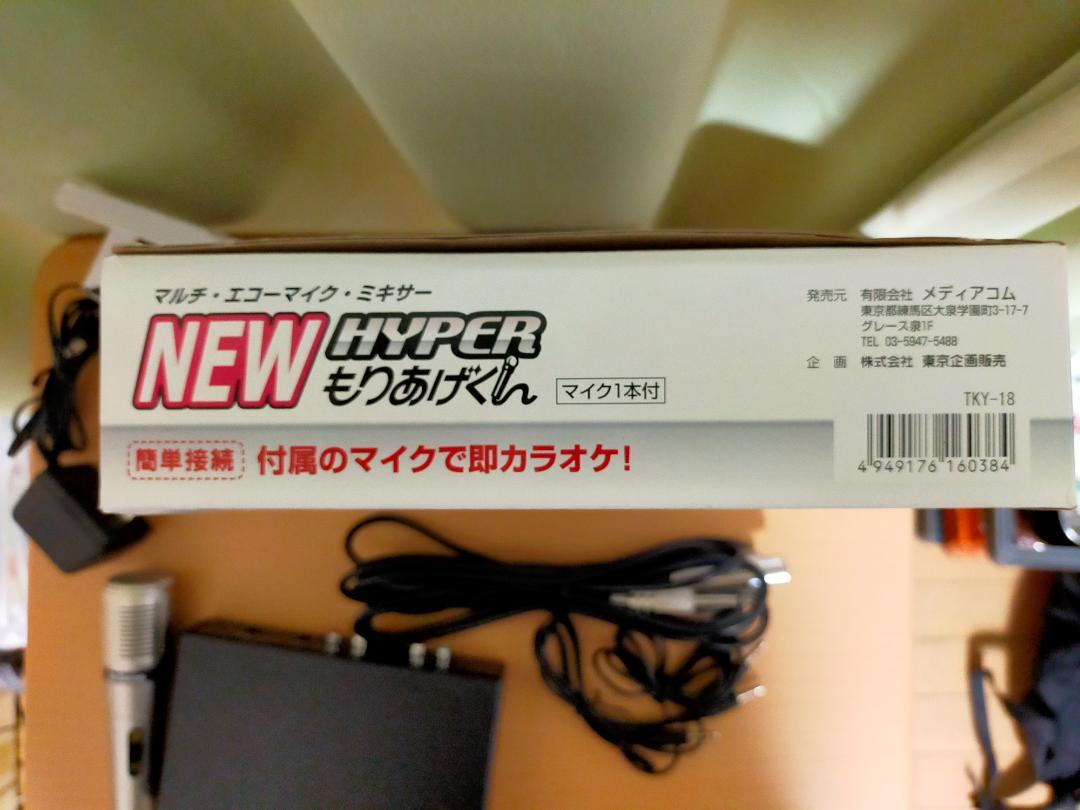 マルチ・エコーマイク・ミキサー
NEW HYPER
もりあげくん
マイク1本付
簡単接続 付属のマイクで即カラオケ!
発売元 有限会社 メディアコム
東京都練馬区大泉学園町3-17-7
グレース泉1F
TEL 03-5947-5488
企 画 株式会社 東京企画販売
TKY-18
4 949176 160384